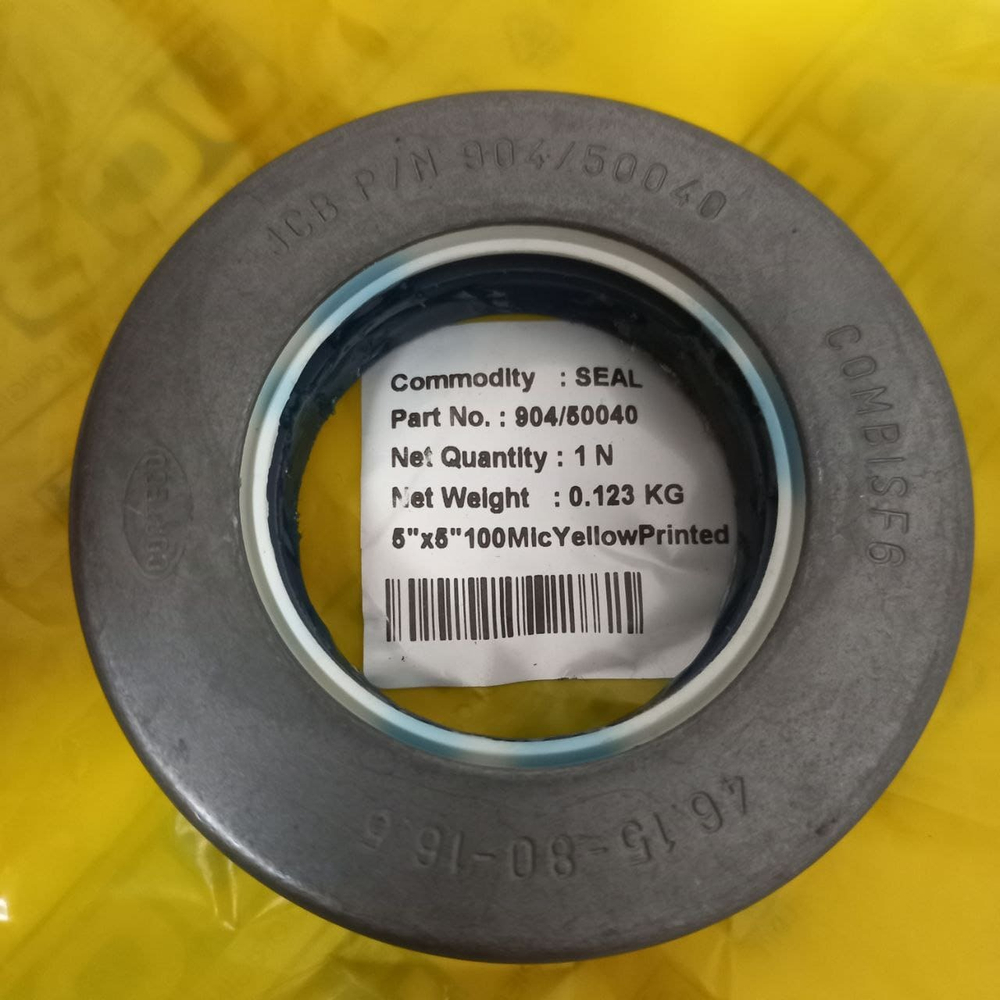 JCB P/N 904/50040
COMBISF6
46.15-80-16.5
Commodity : SEAL
Part No. : 904/50040
Net Quantity : 1 N
Net Weight : 0.123 KG
5"x5"100MicYellowPrinted